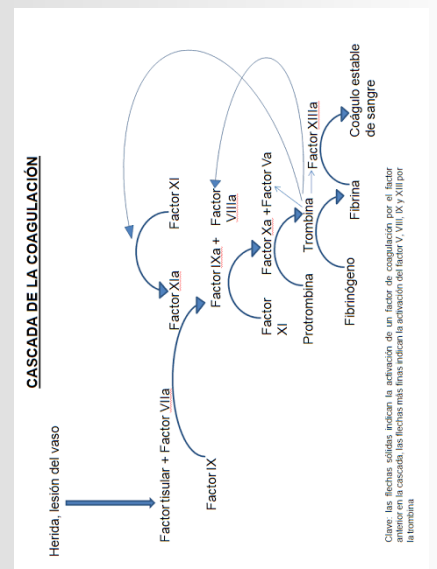 CASCADA DE LA COAGULACIÓN
Herida, lesión del vaso
Factor tisular + Factor VIIa
Factor XIa
Factor XI
Factor IX
Factor IXa +
Factor
VIIIa
Factor
XI
Factor Xa +Factor Va
Protrombina
Trombina
Factor XIIIa
Fibrinógeno
Fibrina
Coágulo estable
de sangre
Clave: las flechas sólidas indican la activación de un factor de coagulación por el factor
anterior en la cascada, las flechas más finas indican la activación del factor V, VIII, IX y XIII por
la trombina